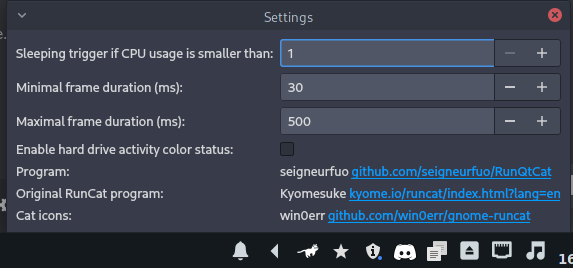 Settings
Sleeping trigger if CPU usage is smaller than: 1
Minimal frame duration (ms): 30
Maximal frame duration (ms): 500
Enable hard drive activity color status:
Program: seigneurfuo github.com/seigneurfuo/RunQtCat
Original RunCat program: Kyomesuke kyome.io/runcat/index.html?lang=en
Cat icons: win0err github.com/win0err/gnome-runcat
16